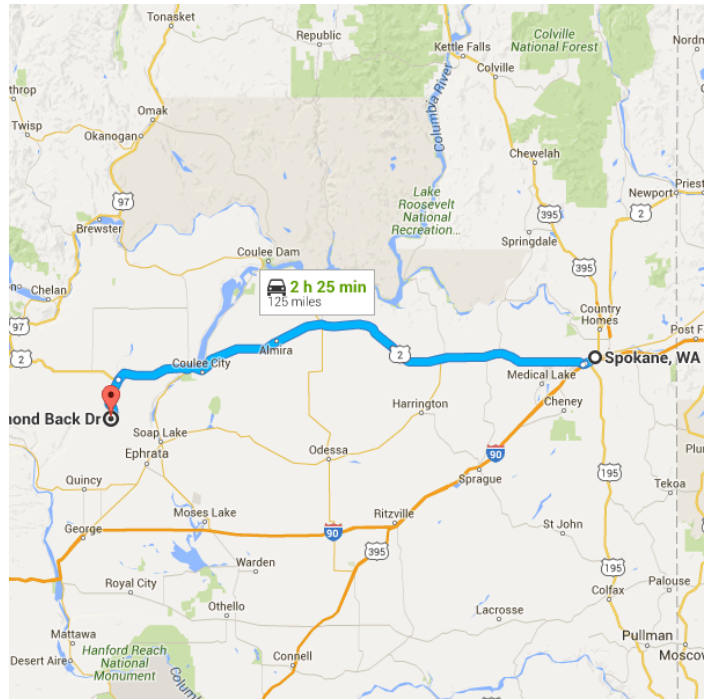 Tonasket
Republic
Colville
National Forest
Nordm
Kettle Falls
Colville
Columbia River
throp
Omak
Twisp
Okanogan
Chewelah
97
Lake
Roosevelt
National
Recreation...
Newport
Priest
2
Brewster
395
Springdale
395
Coulee Dam
Chelan
2 h 25 min
125 miles
Country
Homes
97
Post F
Almira
2
Spokane, WA
Coulee City
90
Medical Lake
2
Cheney
Harrington
mond Back Dr
Soap Lake
Ephrata
Odessa
90
Plu
Sprague
195
Quincy
Tekoa
Moses Lake
Ritzville
George
90
St John
395
195
Warden
Royal City
Colfax
Palouse
Othello
Lacrosse
Mattawa
Pullman
Hanford Reach
National
Monument
Desert Aire
Connell
Moscow
Colum